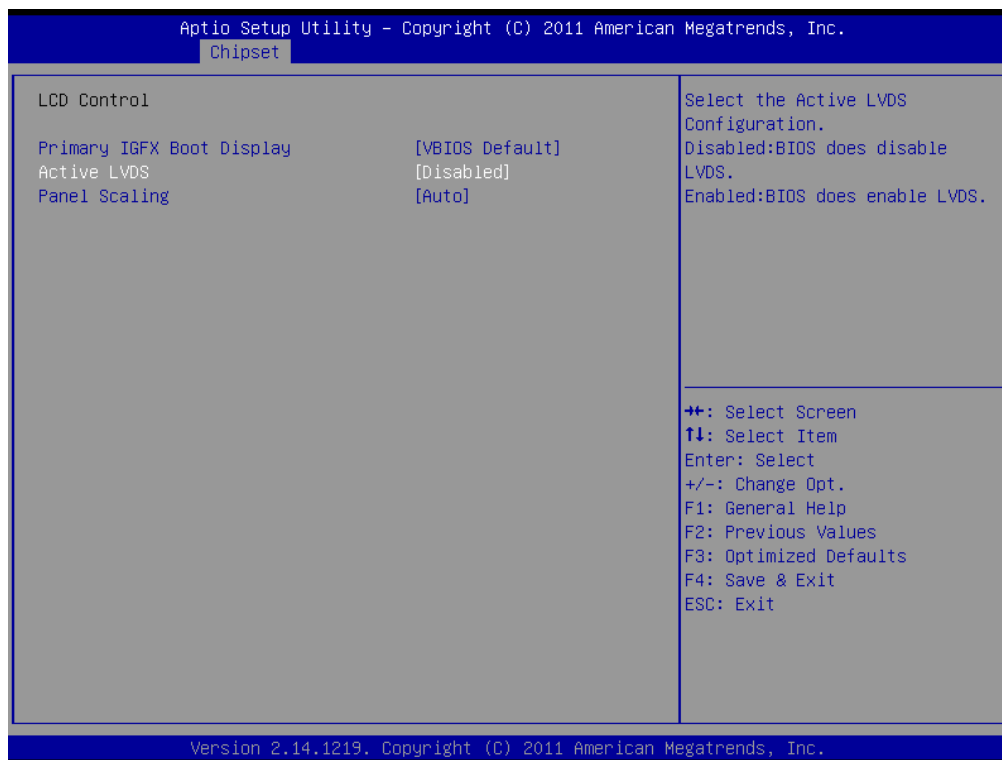 Aptio Setup Utility – Copyright (C) 2011 American Megatrends, Inc.
Chipset
LCD Control
Primary IGFX Boot Display [VBIOS Default]
Active LVDS [Disabled]
Panel Scaling [Auto]
Select the Active LVDS
Configuration.
Disabled:BIOS does disable
LVDS.
Enabled:BIOS does enable LVDS.
→←: Select Screen
↑↓: Select Item
Enter: Select
+/-: Change Opt.
F1: General Help
F2: Previous Values
F3: Optimized Defaults
F4: Save & Exit
ESC: Exit
Version 2.14.1219. Copyright (C) 2011 American Megatrends, Inc.